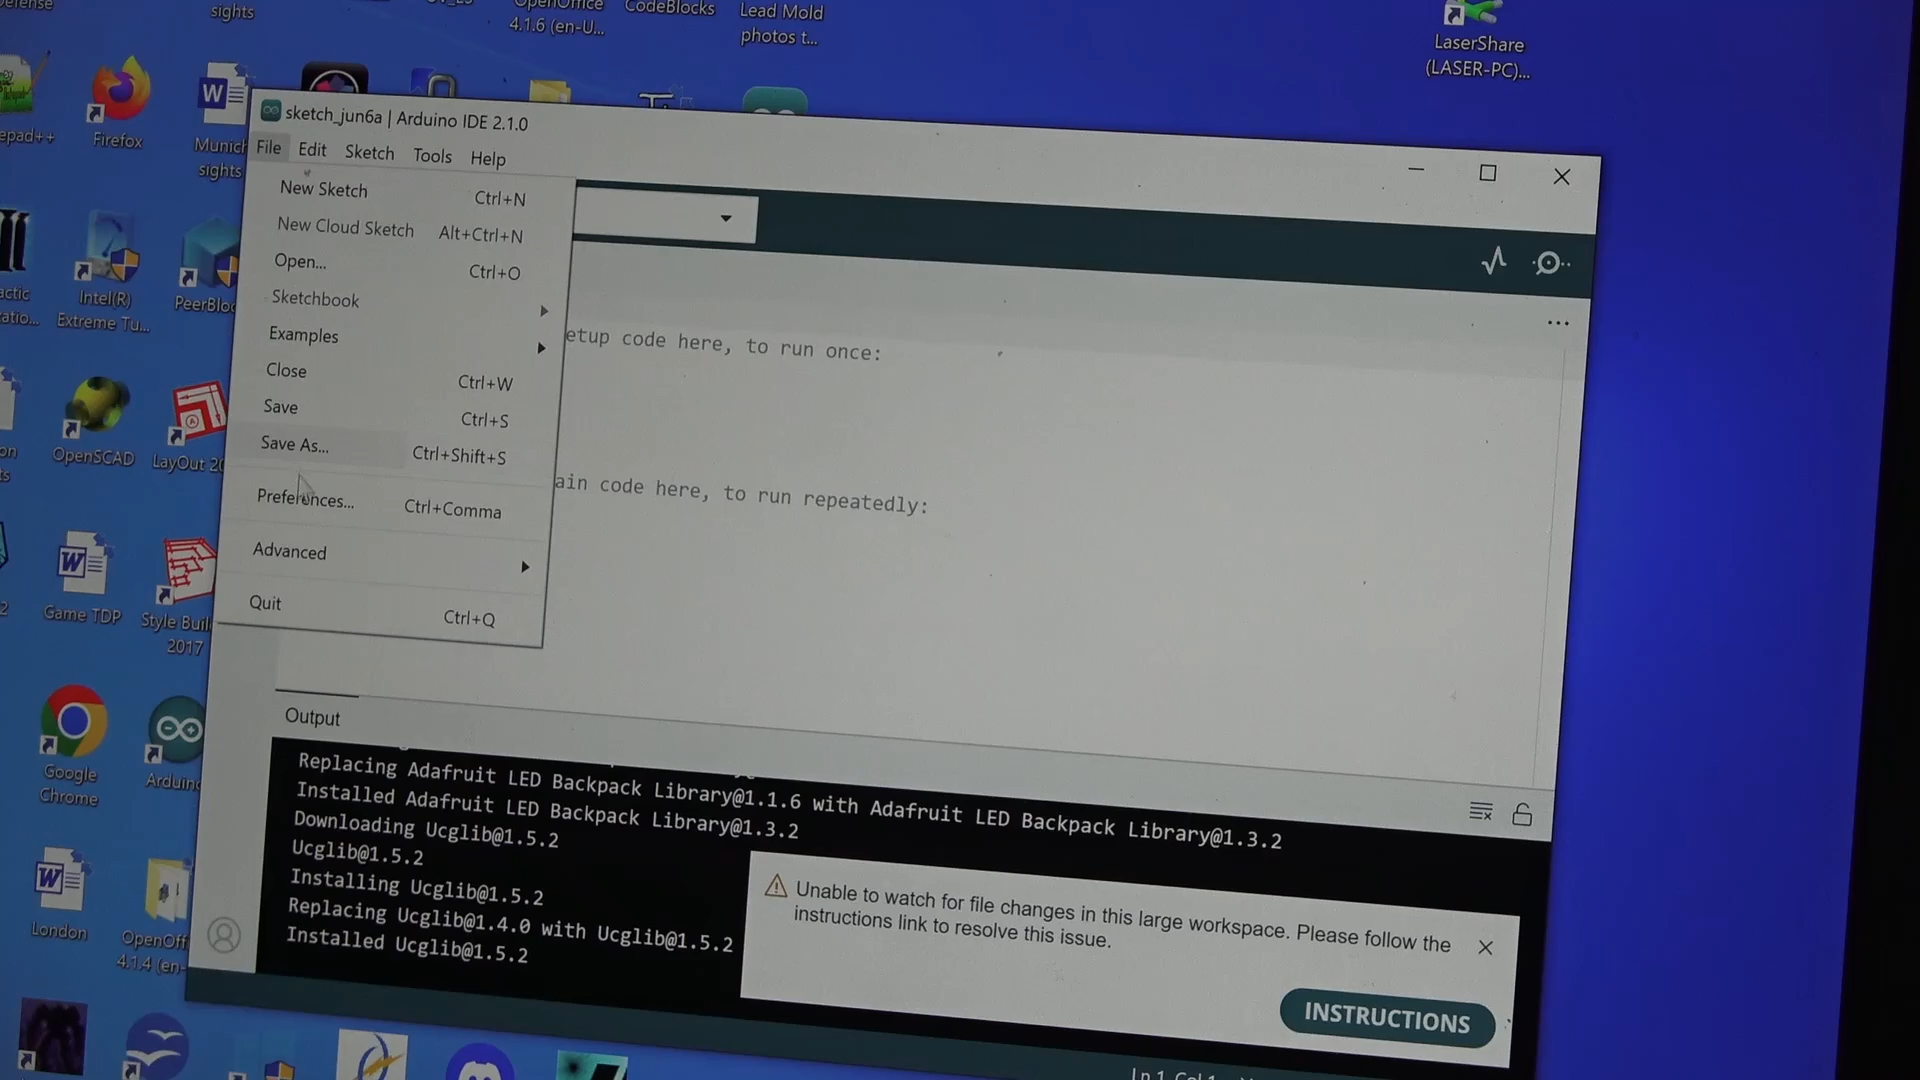 sights
4.1.6 (en-U...
CodeBlocks
Lead Mold
photos t...
LaserShare
(LASER-PC)...
Firefox
Munich
sights
Intel(R)
Extreme Tu...
PeerBloc
OpenSCAD
LayOut 20
Game TDP
Style Buil
2017
Google
Chrome
Arduino
London
OpenOff
4.1.4 (en-
sketch_jun6a | Arduino IDE 2.1.0
File Edit Sketch Tools Help
New Sketch Ctrl+N
New Cloud Sketch Alt+Ctrl+N
Open... Ctrl+O
Sketchbook
Examples
Close Ctrl+W
Save Ctrl+S
Save As... Ctrl+Shift+S
Preferences... Ctrl+Comma
Advanced
Quit Ctrl+Q
etup code here, to run once:
ain code here, to run repeatedly:
Output
Replacing Adafruit LED Backpack Library@1.1.6 with Adafruit LED Backpack Library@1.3.2
Installed Adafruit LED Backpack Library@1.3.2
Downloading Ucglib@1.5.2
Ucglib@1.5.2
Installing Ucglib@1.5.2
Replacing Ucglib@1.4.0 with Ucglib@1.5.2
Installed Ucglib@1.5.2
Unable to watch for file changes in this large workspace. Please follow the
instructions link to resolve this issue.
INSTRUCTIONS